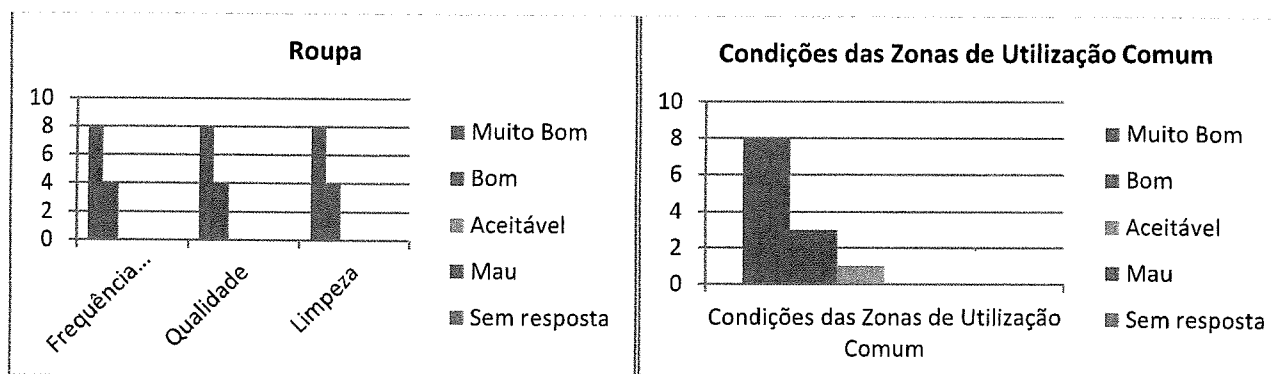 Roupa
10
8
6
4
2
0
Frequência...
Qualidade
Limpeza
Muito Bom
Bom
Aceitável
Mau
Sem resposta
Condições das Zonas de Utilização Comum
10
8
6
4
2
0
Condições das Zonas de Utilização
Comum
Muito Bom
Bom
Aceitável
Mau
Sem resposta